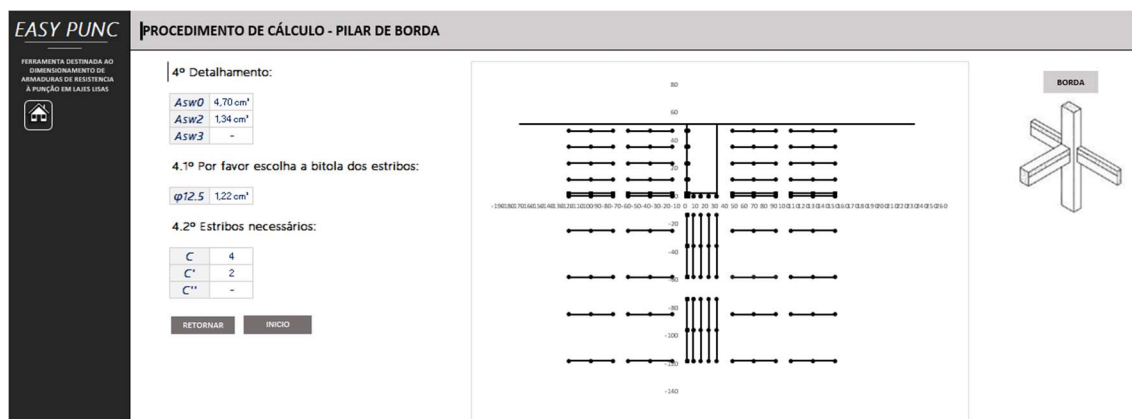 EASY PUNC
FERRAMENTA DESTINADA AO
DIMENSIONAMENTO DE
ARMADURAS DE RESISTENCIA
À PUNÇÃO EM LAJES LISAS
PROCEDIMENTO DE CÁLCULO - PILAR DE BORDA
4º Detalhamento:
Asw0 4,70 cm²
Asw2 1,34 cm²
Asw3 -
4.1º Por favor escolha a bitola dos estribos:
φ12.5 1,22 cm²
4.2º Estribos necessários:
C 4
C' 2
C'' -
RETORNAR INICIO
80
60
40
-20
-40
-80
-100
-140
0 10 20 30 40 50 60 70 80 90
BORDA